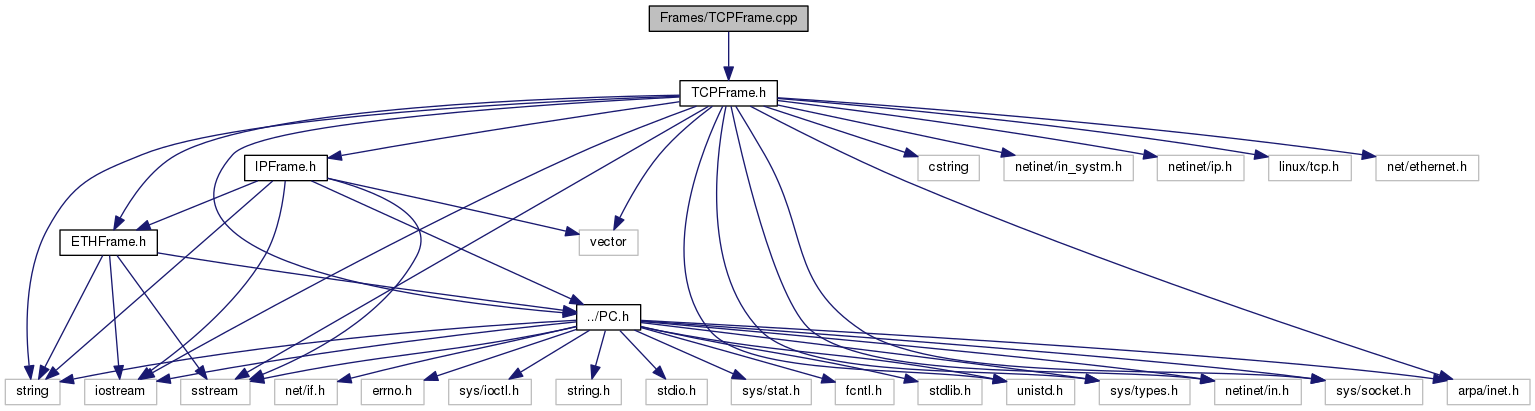 Frames/TCPFrame.cpp
TCPFrame.h
IPFrame.h
cstring
netinet/in_systm.h
netinet/ip.h
linux/tcp.h
net/ethernet.h
ETHFrame.h
vector
../PC.h
string
iostream
sstream
net/if.h
errno.h
sys/ioctl.h
string.h
stdio.h
sys/stat.h
fcntl.h
stdlib.h
unistd.h
sys/types.h
netinet/in.h
sys/socket.h
arpa/inet.h